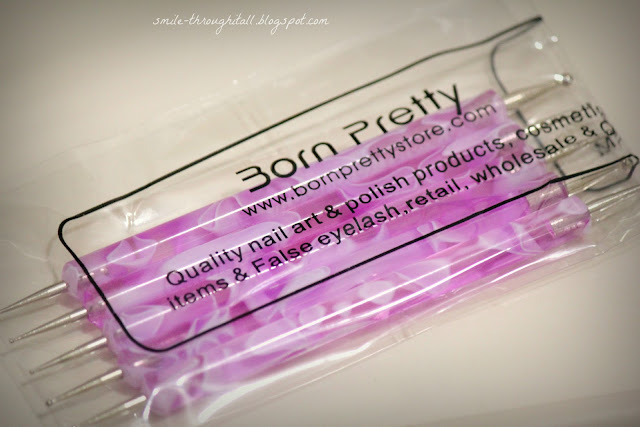 smile-throughitall.blogspot.com
Born Pretty
www.bornprettystore.com
Quality nail art & polish products, cosmetic
items & False eyelash,retail, wholesale &